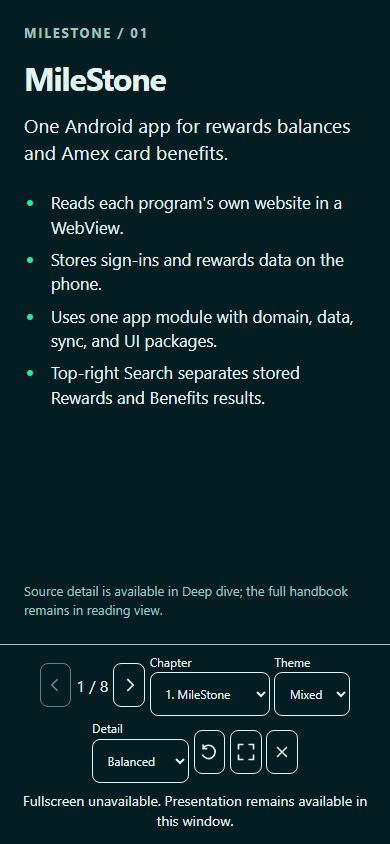 MILESTONE / 01
MileStone
One Android app for rewards balances
and Amex card benefits.
Reads each program's own website in a
WebView.
Stores sign-ins and rewards data on the
phone.
Uses one app module with domain, data,
sync, and UI packages.
Top-right Search separates stored
Rewards and Benefits results.
Source detail is available in Deep dive; the full handbook
remains in reading view.
Chapter
Theme
1 / 8
1. MileStone
Mixed
Detail
Balanced
Fullscreen unavailable. Presentation remains available in
this window.